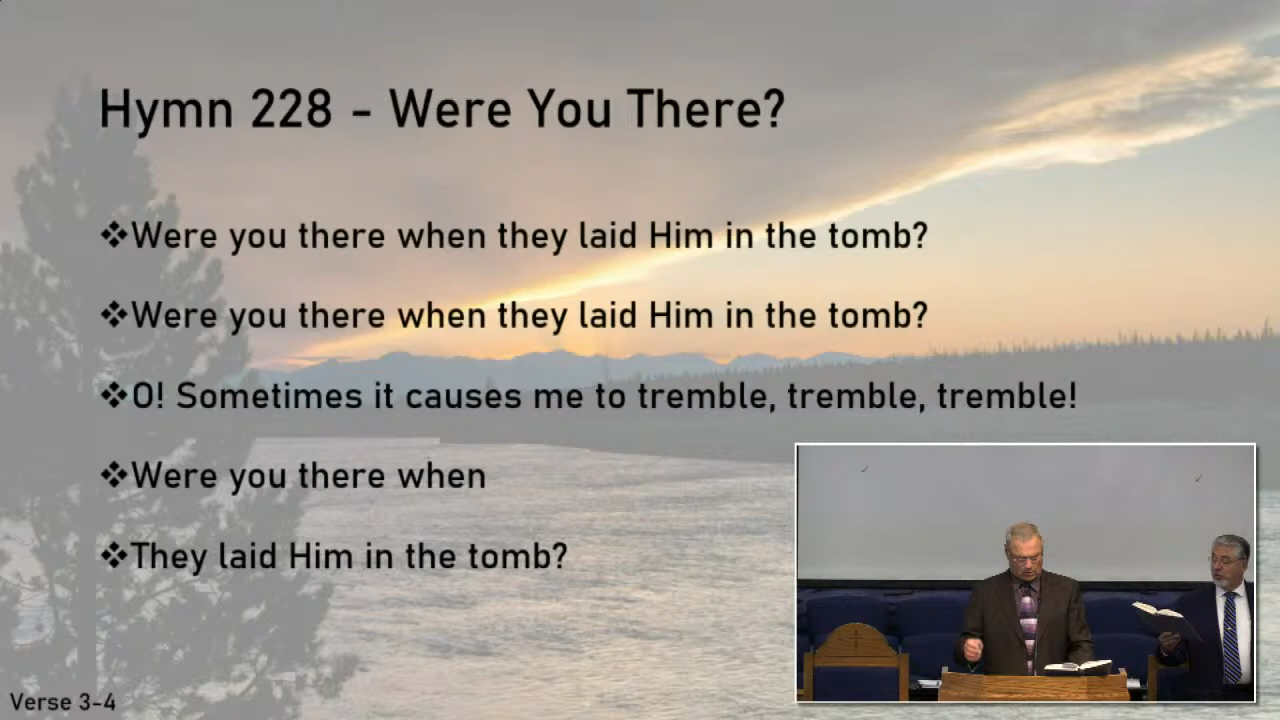 Hymn 228 - Were You There?
❖Were you there when they laid Him in the tomb?
❖Were you there when they laid Him in the tomb?
❖O! Sometimes it causes me to tremble, tremble, tremble!
❖Were you there when
❖They laid Him in the tomb?
Verse 3-4